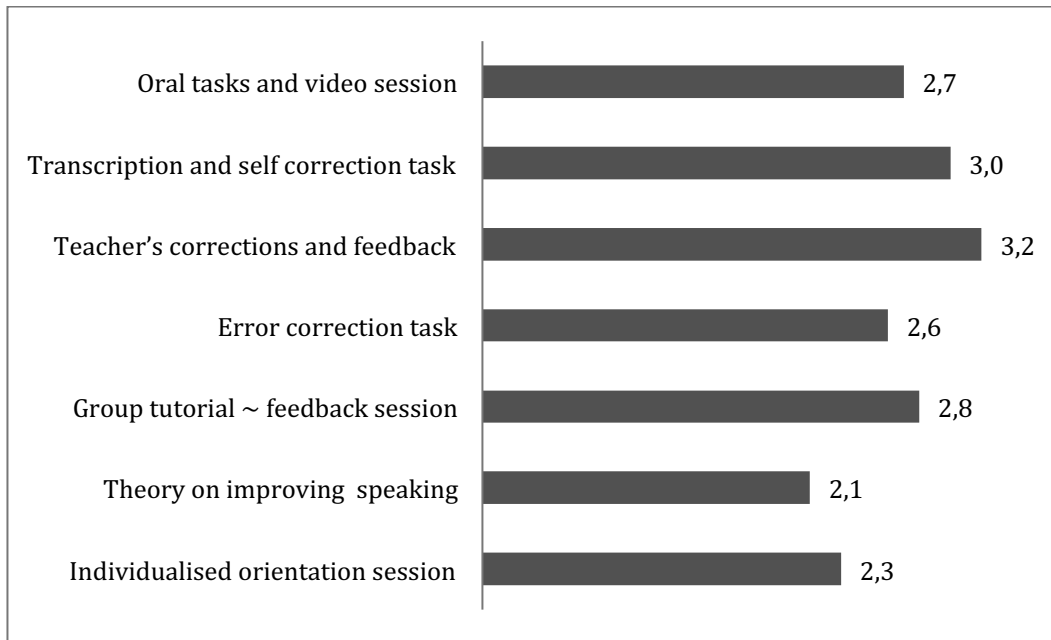 Oral tasks and video session 2,7
Transcription and self correction task 3,0
Teacher’s corrections and feedback 3,2
Error correction task 2,6
Group tutorial ~ feedback session 2,8
Theory on improving  speaking 2,1
Individualised orientation session 2,3